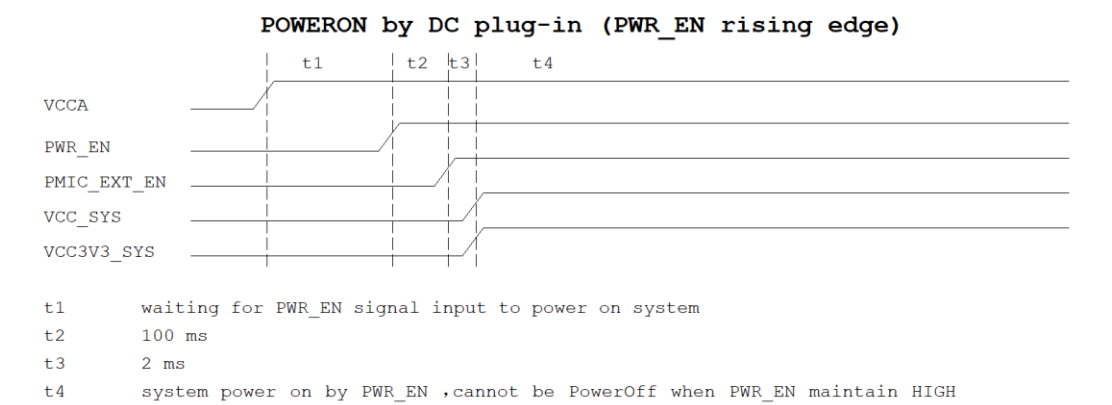 POWERON by DC plug-in (PWR_EN rising edge)
t1 t2 t3 t4
VCCA
PWR_EN
PMIC_EXT_EN
VCC_SYS
VCC3V3_SYS
t1 waiting for PWR_EN signal input to power on system
t2 100 ms
t3 2 ms
t4 system power on by PWR_EN ,cannot be PowerOff when PWR_EN maintain HIGH